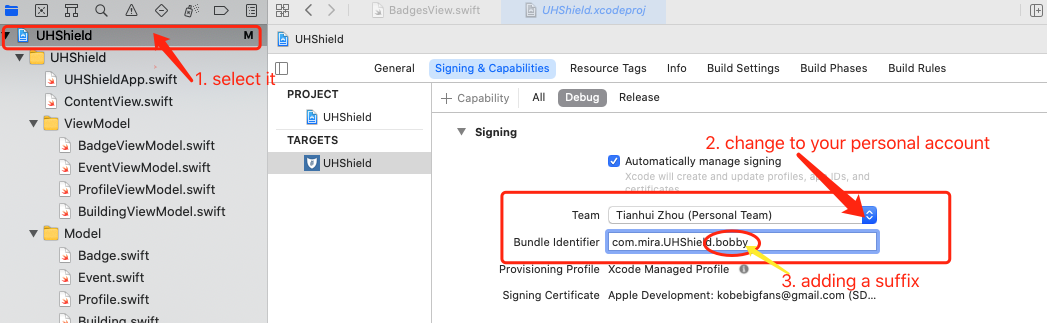 BadgesView.swift
UHShield.xcodeproj
UHShield
M
UHShield
1. select it
UHShield
UHShieldApp.swift
ContentView.swift
ViewModel
BadgeViewModel.swift
EventViewModel.swift
ProfileViewModel.swift
BuildingViewModel.swift
Model
Badge.swift
Event.swift
Profile.swift
Building.swift
General
Signing & Capabilities
Resource Tags
Info
Build Settings
Build Phases
Build Rules
PROJECT
UHShield
TARGETS
UHShield
+ Capability
All
Debug
Release
Signing
2. change to your personal account
Automatically manage signing
Xcode will create and update profiles, app IDs, and
certificates.
Team
Tianhui Zhou (Personal Team)
Bundle Identifier
com.mira.UHShield.bobby
Provisioning Profile
Xcode Managed Profile
3. adding a suffix
Signing Certificate
Apple Development: kobebigfans@gmail.com (SD...